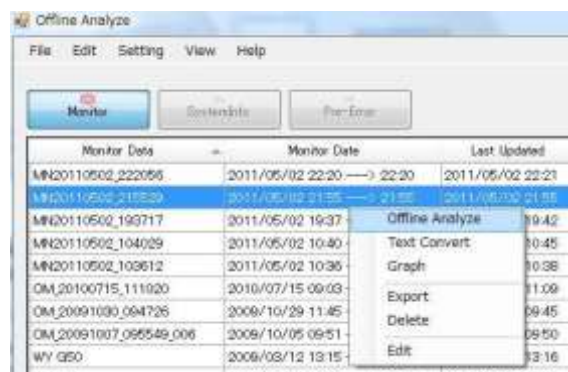 Offline Analyze
File Edit Setting View Help
Monitor
Monitor Data Monitor Date Last Updated
MN20110502_222056 2011/05/02 22:20 ---> 22:20 2011/05/02 22:21
MN20110502_215529 2011/05/02 21:55 ---> 21:55 2011/05/02 21:55
MN20110502_193717 2011/05/02 19:37 - Offline Analyze 19:42
MN20110502_104029 2011/05/02 10:40 - Text Convert 10:45
MN20110502_103612 2011/05/02 10:36 - Graph 10:38
OM_20100715_111020 2010/07/15 09:03 - 11:09
Export
OM_20091030_094726 2009/10/29 11:45 - 09:45
Delete
OM_20091007_095549_006 2009/10/05 09:51 - 09:50
WY G50 2009/03/12 13:15 - Edit 13:16